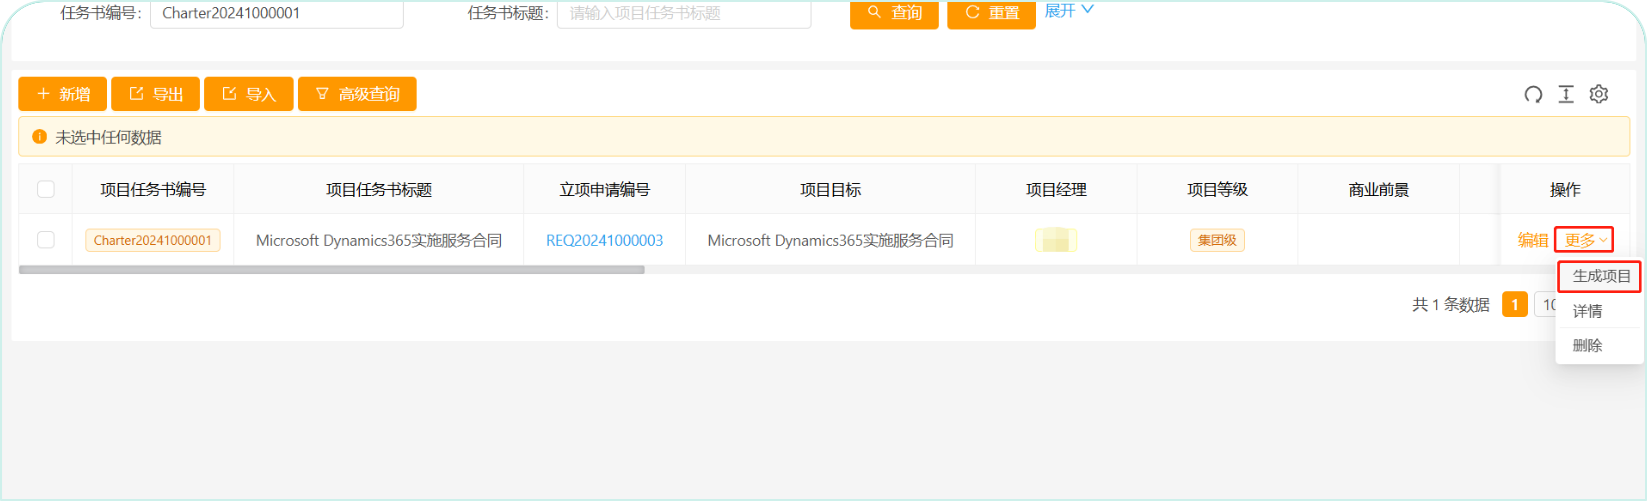 任务书编号： Charter20241000001 任务书标题： 请输入项目任务书标题 查询 重置 展开
新增 导出 导入 高级查询
未选中任何数据
项目任务书编号 项目任务书标题 立项申请编号 项目目标 项目经理 项目等级 商业前景 操作
Charter20241000001 Microsoft Dynamics365实施服务合同 REQ20241000003 Microsoft Dynamics365实施服务合同 集团级 编辑 更多
生成项目
共 1 条数据 1 10
详情
删除